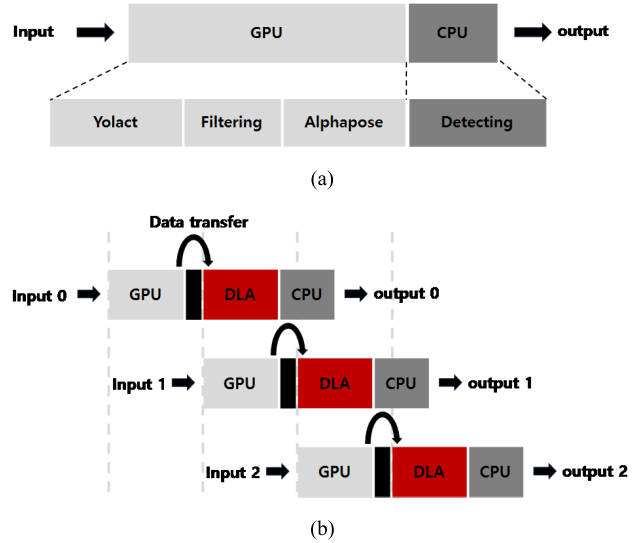 Input GPU CPU output
Yolact Filtering Alphapose Detecting
(a)
Data transfer
Input 0 GPU DLA CPU output 0
Input 1 GPU DLA CPU output 1
Input 2 GPU DLA CPU output 2
(b)